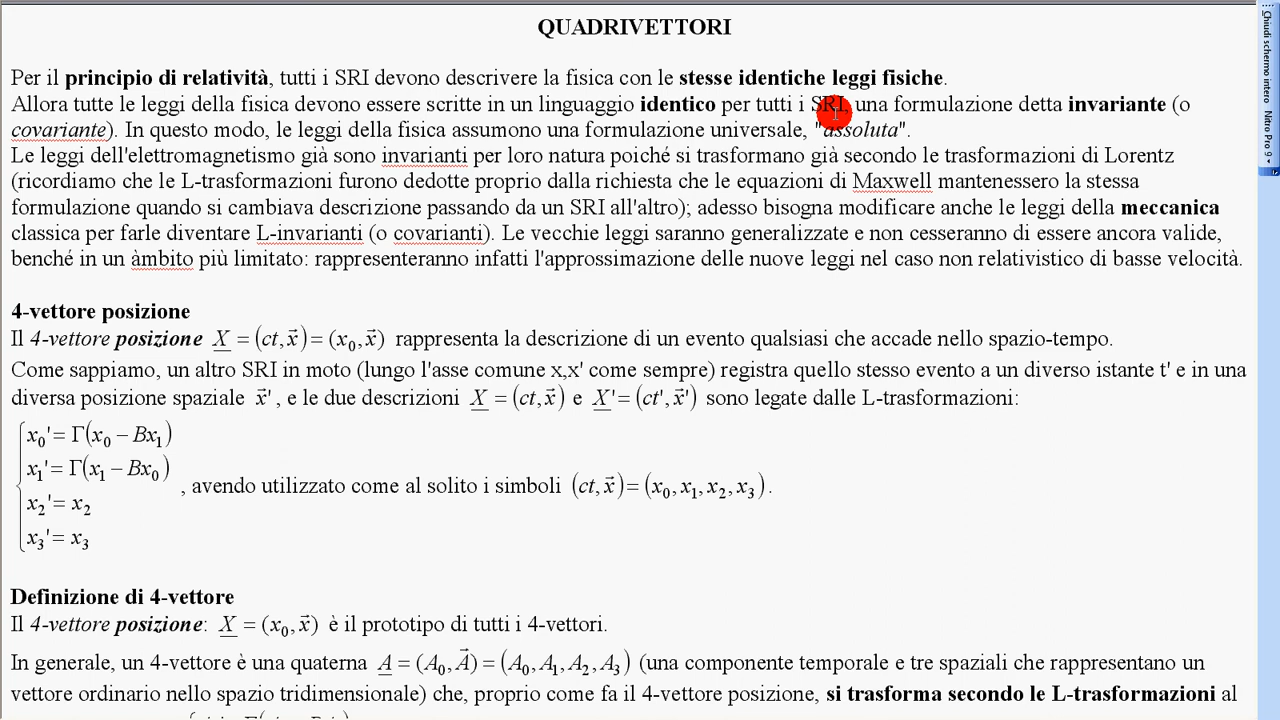 QUADRIVETTORI
Per il principio di relatività, tutti i SRI devono descrivere la fisica con le stesse identiche leggi fisiche.
Allora tutte le leggi della fisica devono essere scritte in un linguaggio identico per tutti i SRI, una formulazione detta invariante (o
covariante). In questo modo, le leggi della fisica assumono una formulazione universale, "assoluta".
Le leggi dell'elettromagnetismo già sono invarianti per loro natura poiché si trasformano già secondo le trasformazioni di Lorentz
(ricordiamo che le L-trasformazioni furono dedotte proprio dalla richiesta che le equazioni di Maxwell mantenessero la stessa
formulazione quando si cambiava descrizione passando da un SRI all'altro); adesso bisogna modificare anche le leggi della meccanica
classica per farle diventare L-invarianti (o covarianti). Le vecchie leggi saranno generalizzate e non cesseranno di essere ancora valide,
benché in un àmbito più limitato: rappresenteranno infatti l'approssimazione delle nuove leggi nel caso non relativistico di basse velocità.
4-vettore posizione
Il 4-vettore posizione X = (ct, x⃗) = (x₀, x⃗) rappresenta la descrizione di un evento qualsiasi che accade nello spazio-tempo.
Come sappiamo, un altro SRI in moto (lungo l'asse comune x,x' come sempre) registra quello stesso evento a un diverso istante t' e in una
diversa posizione spaziale x⃗', e le due descrizioni X = (ct, x⃗) e X' = (ct', x⃗') sono legate dalle L-trasformazioni:
x₀' = Γ(x₀ − Bx₁)
x₁' = Γ(x₁ − Bx₀)
x₂' = x₂
x₃' = x₃
, avendo utilizzato come al solito i simboli (ct, x⃗) = (x₀, x₁, x₂, x₃).
Definizione di 4-vettore
Il 4-vettore posizione: X = (x₀, x⃗) è il prototipo di tutti i 4-vettori.
In generale, un 4-vettore è una quaterna A = (A₀, A⃗) = (A₀, A₁, A₂, A₃) (una componente temporale e tre spaziali che rappresentano un
vettore ordinario nello spazio tridimensionale) che, proprio come fa il 4-vettore posizione, si trasforma secondo le L-trasformazioni al
Chiudi schermo intero - Nitro Pro 9